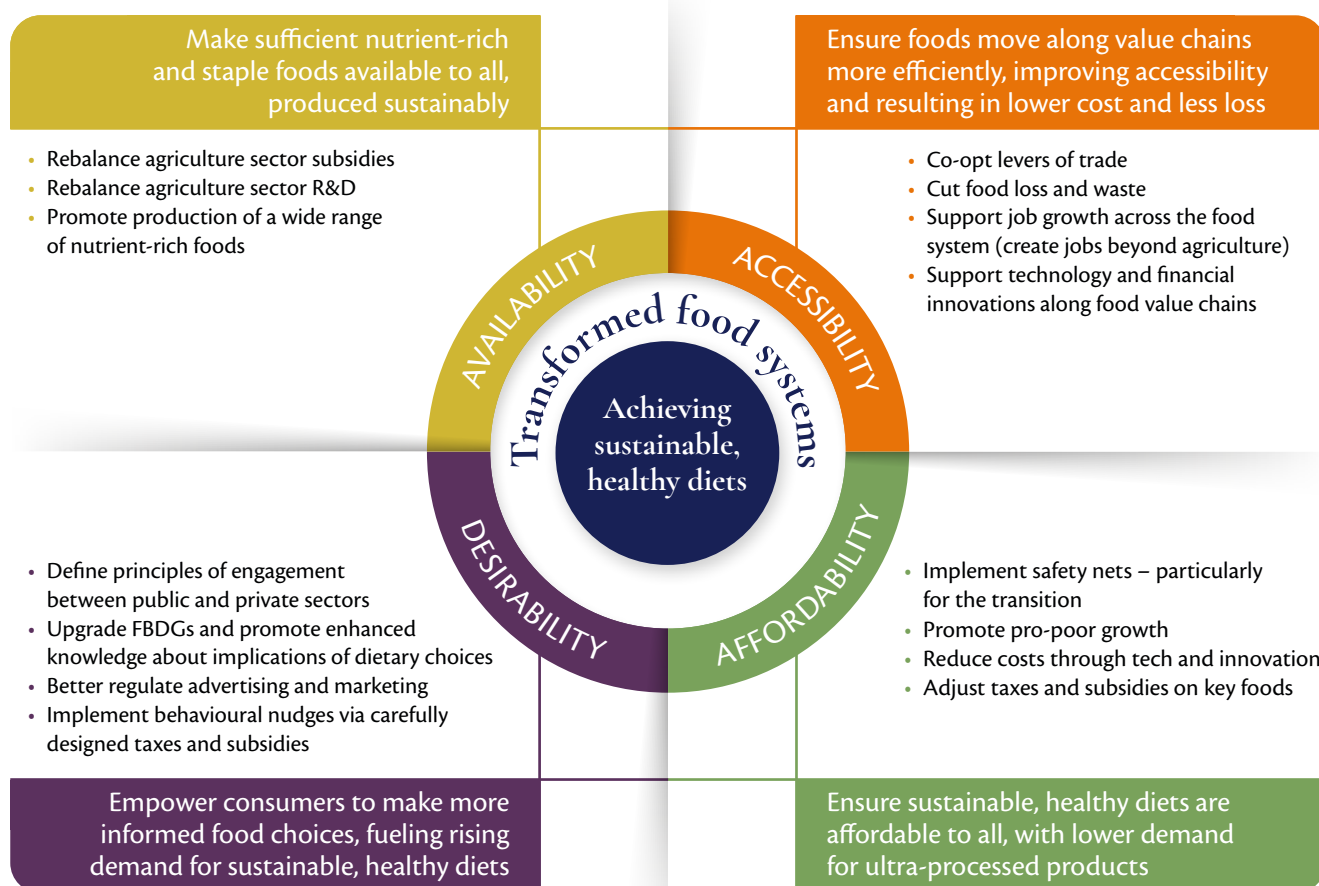 Make sufficient nutrient-rich
and staple foods available to all,
produced sustainably
• Rebalance agriculture sector subsidies
• Rebalance agriculture sector R&D
• Promote production of a wide range
of nutrient-rich foods
Ensure foods move along value chains
more efficiently, improving accessibility
and resulting in lower cost and less loss
• Co-opt levers of trade
• Cut food loss and waste
• Support job growth across the food
system (create jobs beyond agriculture)
• Support technology and financial
innovations along food value chains
AVAILABILITY
ACCESSIBILITY
Transformed food systems
Achieving
sustainable,
healthy diets
DESIRABILITY
AFFORDABILITY
• Define principles of engagement
between public and private sectors
• Upgrade FBDGs and promote enhanced
knowledge about implications of dietary choices
• Better regulate advertising and marketing
• Implement behavioural nudges via carefully
designed taxes and subsidies
Empower consumers to make more
informed food choices, fueling rising
demand for sustainable, healthy diets
• Implement safety nets – particularly
for the transition
• Promote pro-poor growth
• Reduce costs through tech and innovation
• Adjust taxes and subsidies on key foods
Ensure sustainable, healthy diets are
affordable to all, with lower demand
for ultra-processed products